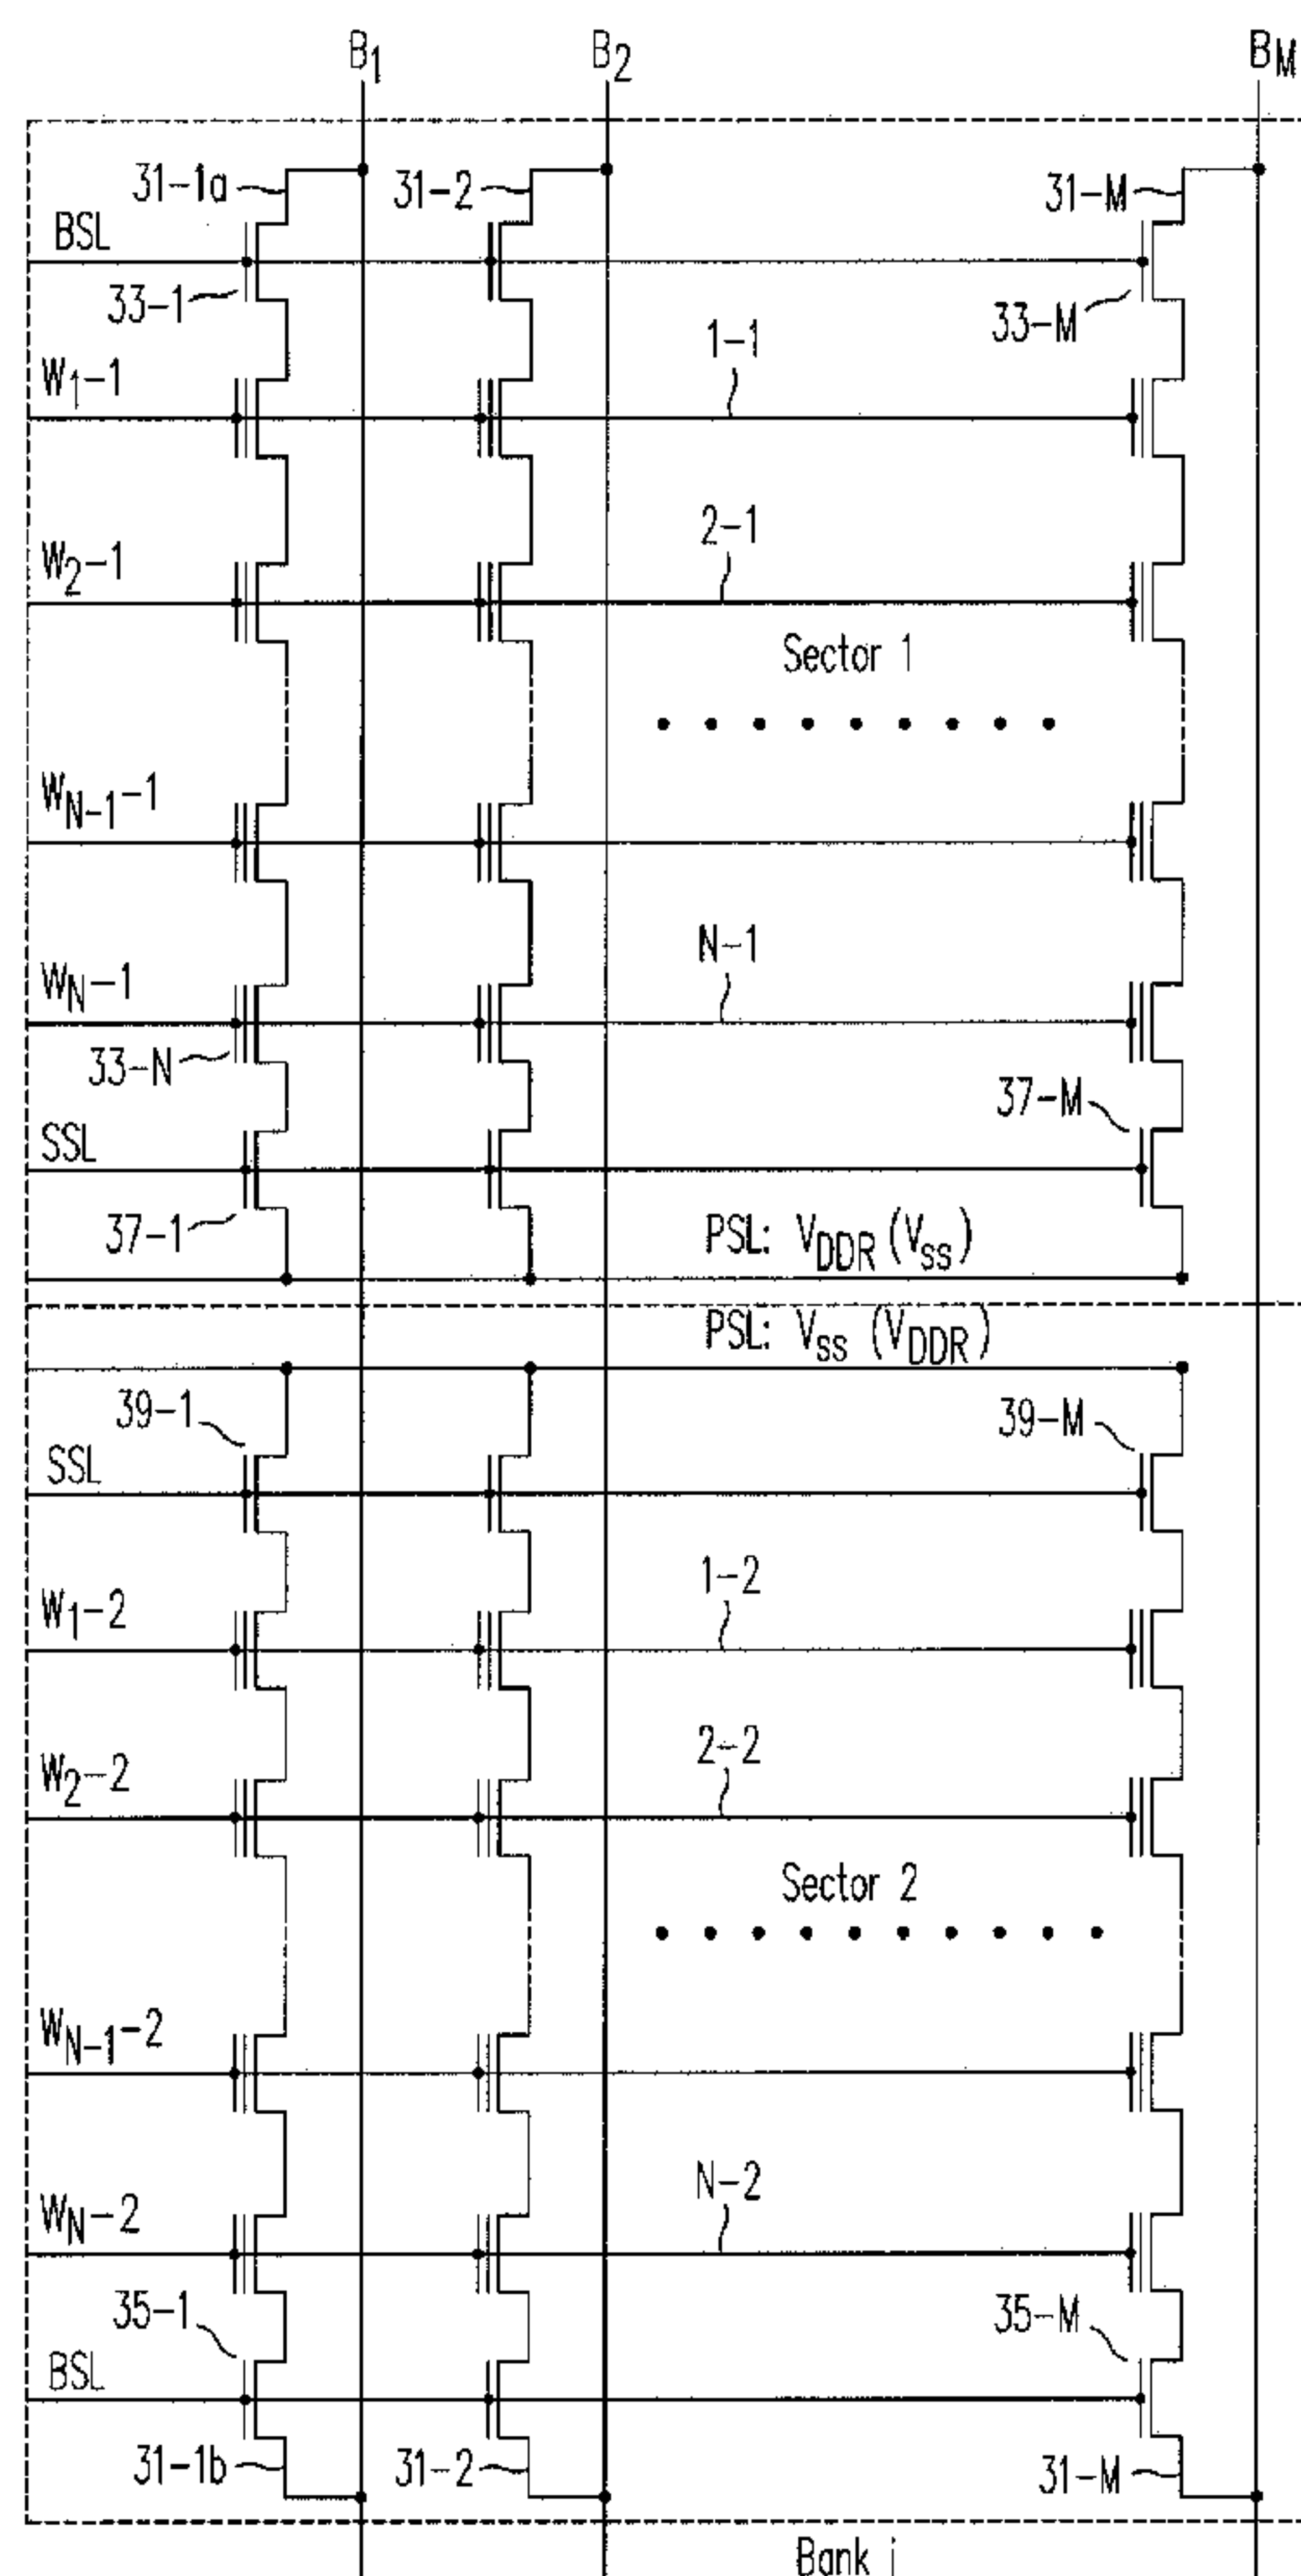 B1 B2 BM
31-1a 31-2 31-M
BSL
33-1 33-M
W1-1 1-1
W2-1 2-1
Sector 1
WN-1-1
WN-1 N-1
33-N
37-M
SSL
37-1 PSL: VDDR (Vss)
PSL: Vss (VDDR)
39-1 39-M
SSL
W1-2 1-2
W2-2 2-2
Sector 2
WN-1-2
WN-2 N-2
35-1 35-M
BSL
31-1b 31-2 31-M
Bank i